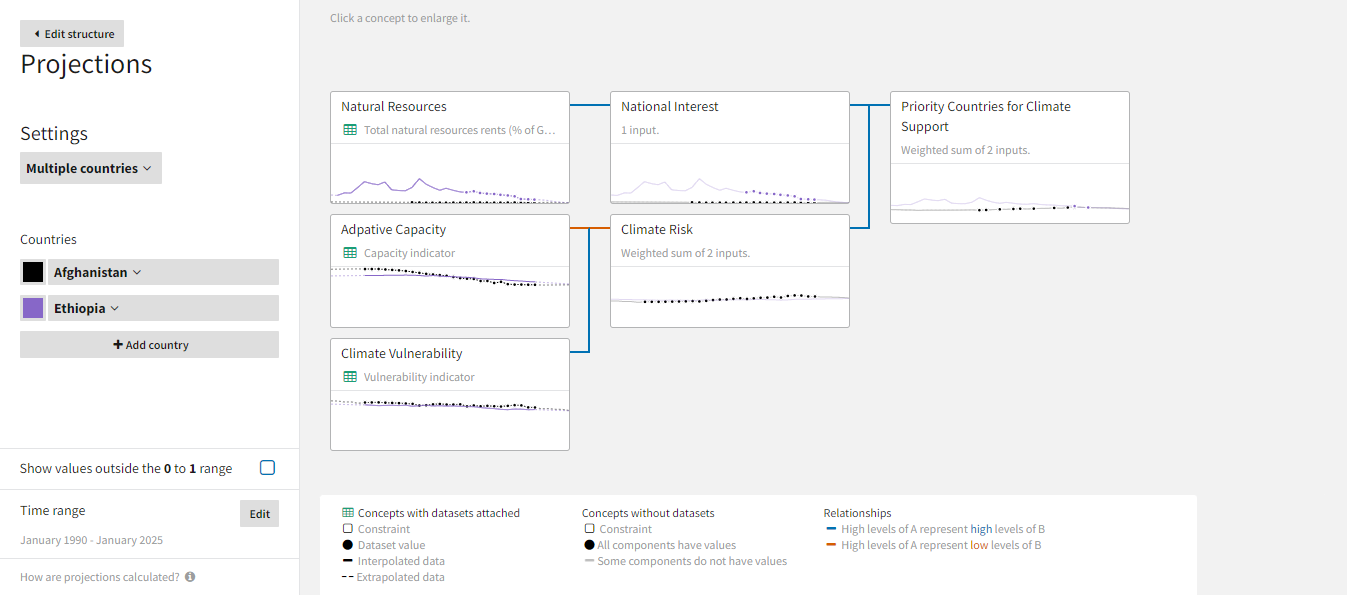 Edit structure
Projections
Settings
Multiple countries
Countries
Afghanistan
Ethiopia
Add country
Show values outside the 0 to 1 range
Time range
Edit
January 1990 - January 2025
How are projections calculated?
Click a concept to enlarge it.
Natural Resources
Total natural resources rents (% of G...
National Interest
1 input.
Priority Countries for Climate
Support
Weighted sum of 2 inputs.
Adpative Capacity
Capacity indicator
Climate Risk
Weighted sum of 2 inputs.
Climate Vulnerability
Vulnerability indicator
Concepts with datasets attached
Constraint
Dataset value
Interpolated data
Extrapolated data
Concepts without datasets
Constraint
All components have values
Some components do not have values
Relationships
High levels of A represent high levels of B
High levels of A represent low levels of B